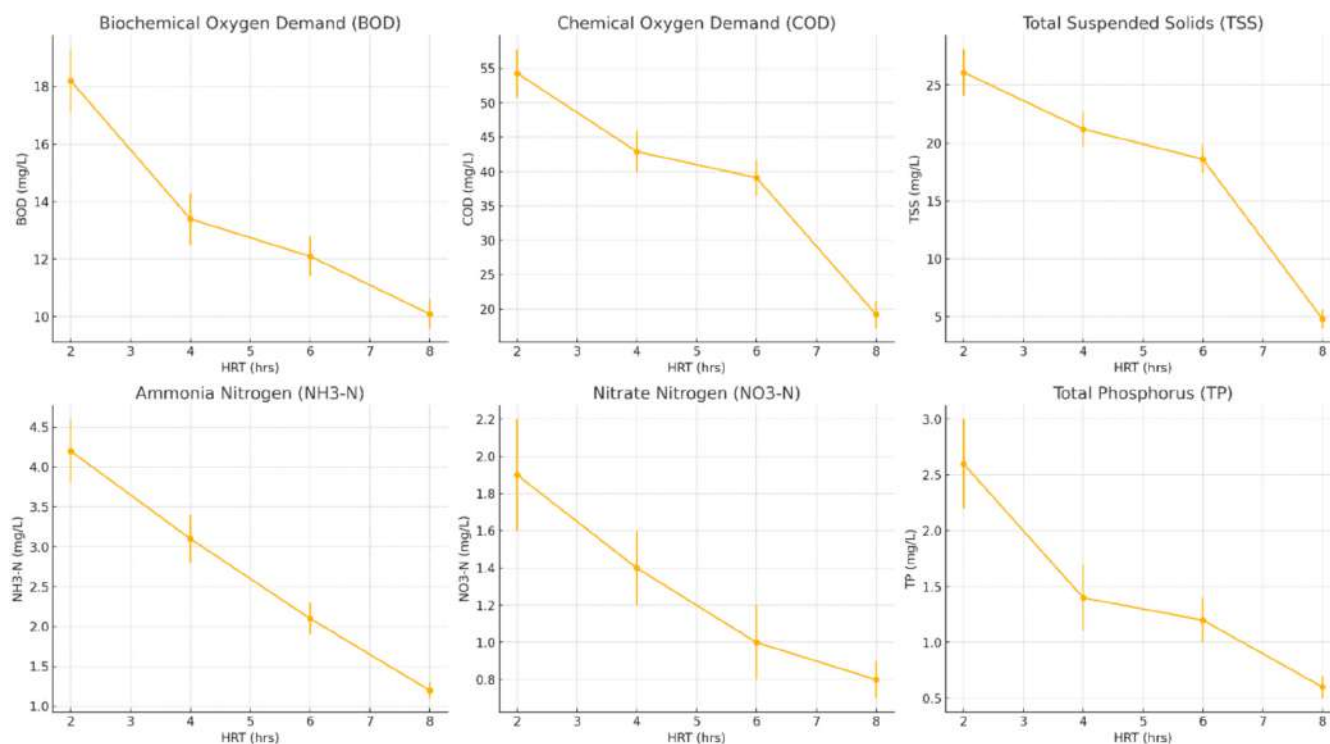 Biochemical Oxygen Demand (BOD)
18
16
14
12
10
BOD (mg/L)
2 3 4 5 6 7 8
HRT (hrs)
Chemical Oxygen Demand (COD)
55
50
45
40
35
30
25
20
COD (mg/L)
2 3 4 5 6 7 8
HRT (hrs)
Total Suspended Solids (TSS)
25
20
15
10
5
TSS (mg/L)
2 3 4 5 6 7 8
HRT (hrs)
Ammonia Nitrogen (NH3-N)
4.5
4.0
3.5
3.0
2.5
2.0
1.5
1.0
NH3-N (mg/L)
2 3 4 5 6 7 8
HRT (hrs)
Nitrate Nitrogen (NO3-N)
2.2
2.0
1.8
1.6
1.4
1.2
1.0
0.8
NO3-N (mg/L)
2 3 4 5 6 7 8
HRT (hrs)
Total Phosphorus (TP)
3.0
2.5
2.0
1.5
1.0
0.5
TP (mg/L)
2 3 4 5 6 7 8
HRT (hrs)